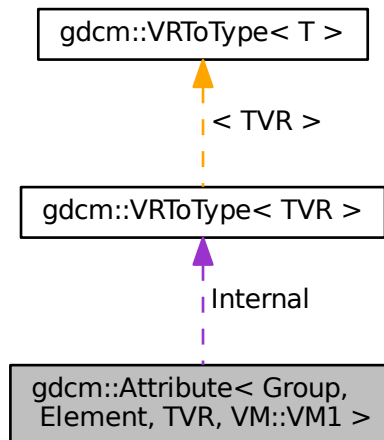 gdcm::VRToType< T >
< TVR >
gdcm::VRToType< TVR >
Internal
gdcm::Attribute< Group,
Element, TVR, VM::VM1 >